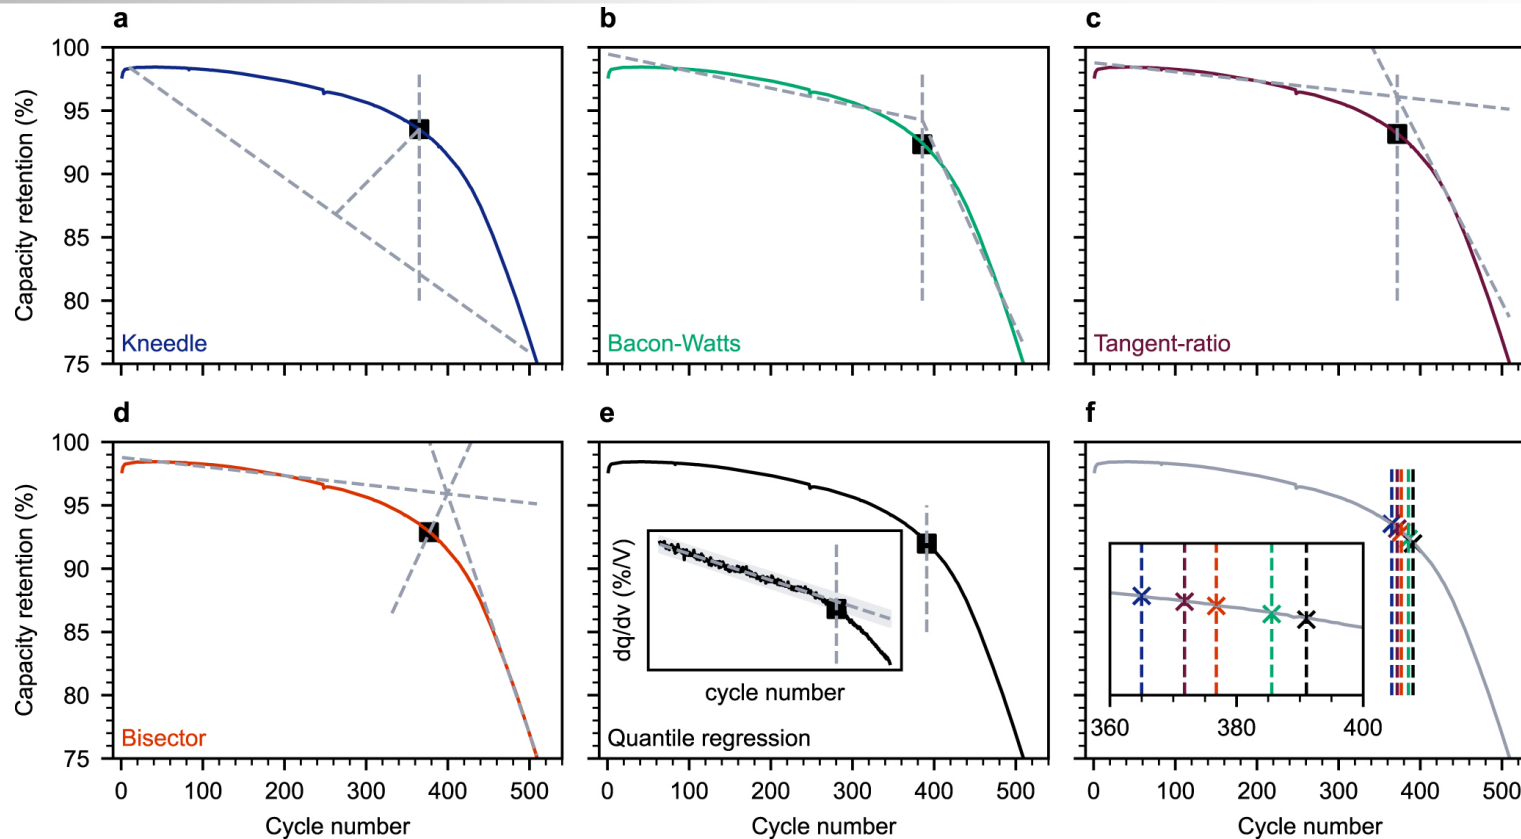 a
b
c
100
95
90
85
80
75
Capacity retention (%)
Kneedle
Bacon-Watts
Tangent-ratio
d
e
f
100
95
90
85
80
75
Capacity retention (%)
Bisector
dq/dv (%/V)
cycle number
Quantile regression
360 380 400
0 100 200 300 400 500
0 100 200 300 400 500
0 100 200 300 400 500
Cycle number
Cycle number
Cycle number